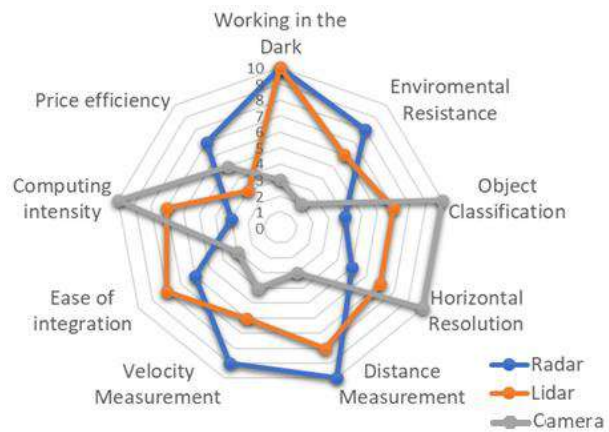 Working in the
Dark
Enviromental
Resistance
Object
Classification
Horizontal
Resolution
Distance
Measurement
Velocity
Measurement
Ease of
integration
Computing
intensity
Price efficiency
10
9
8
7
6
5
4
3
2
1
0
Radar
Lidar
Camera